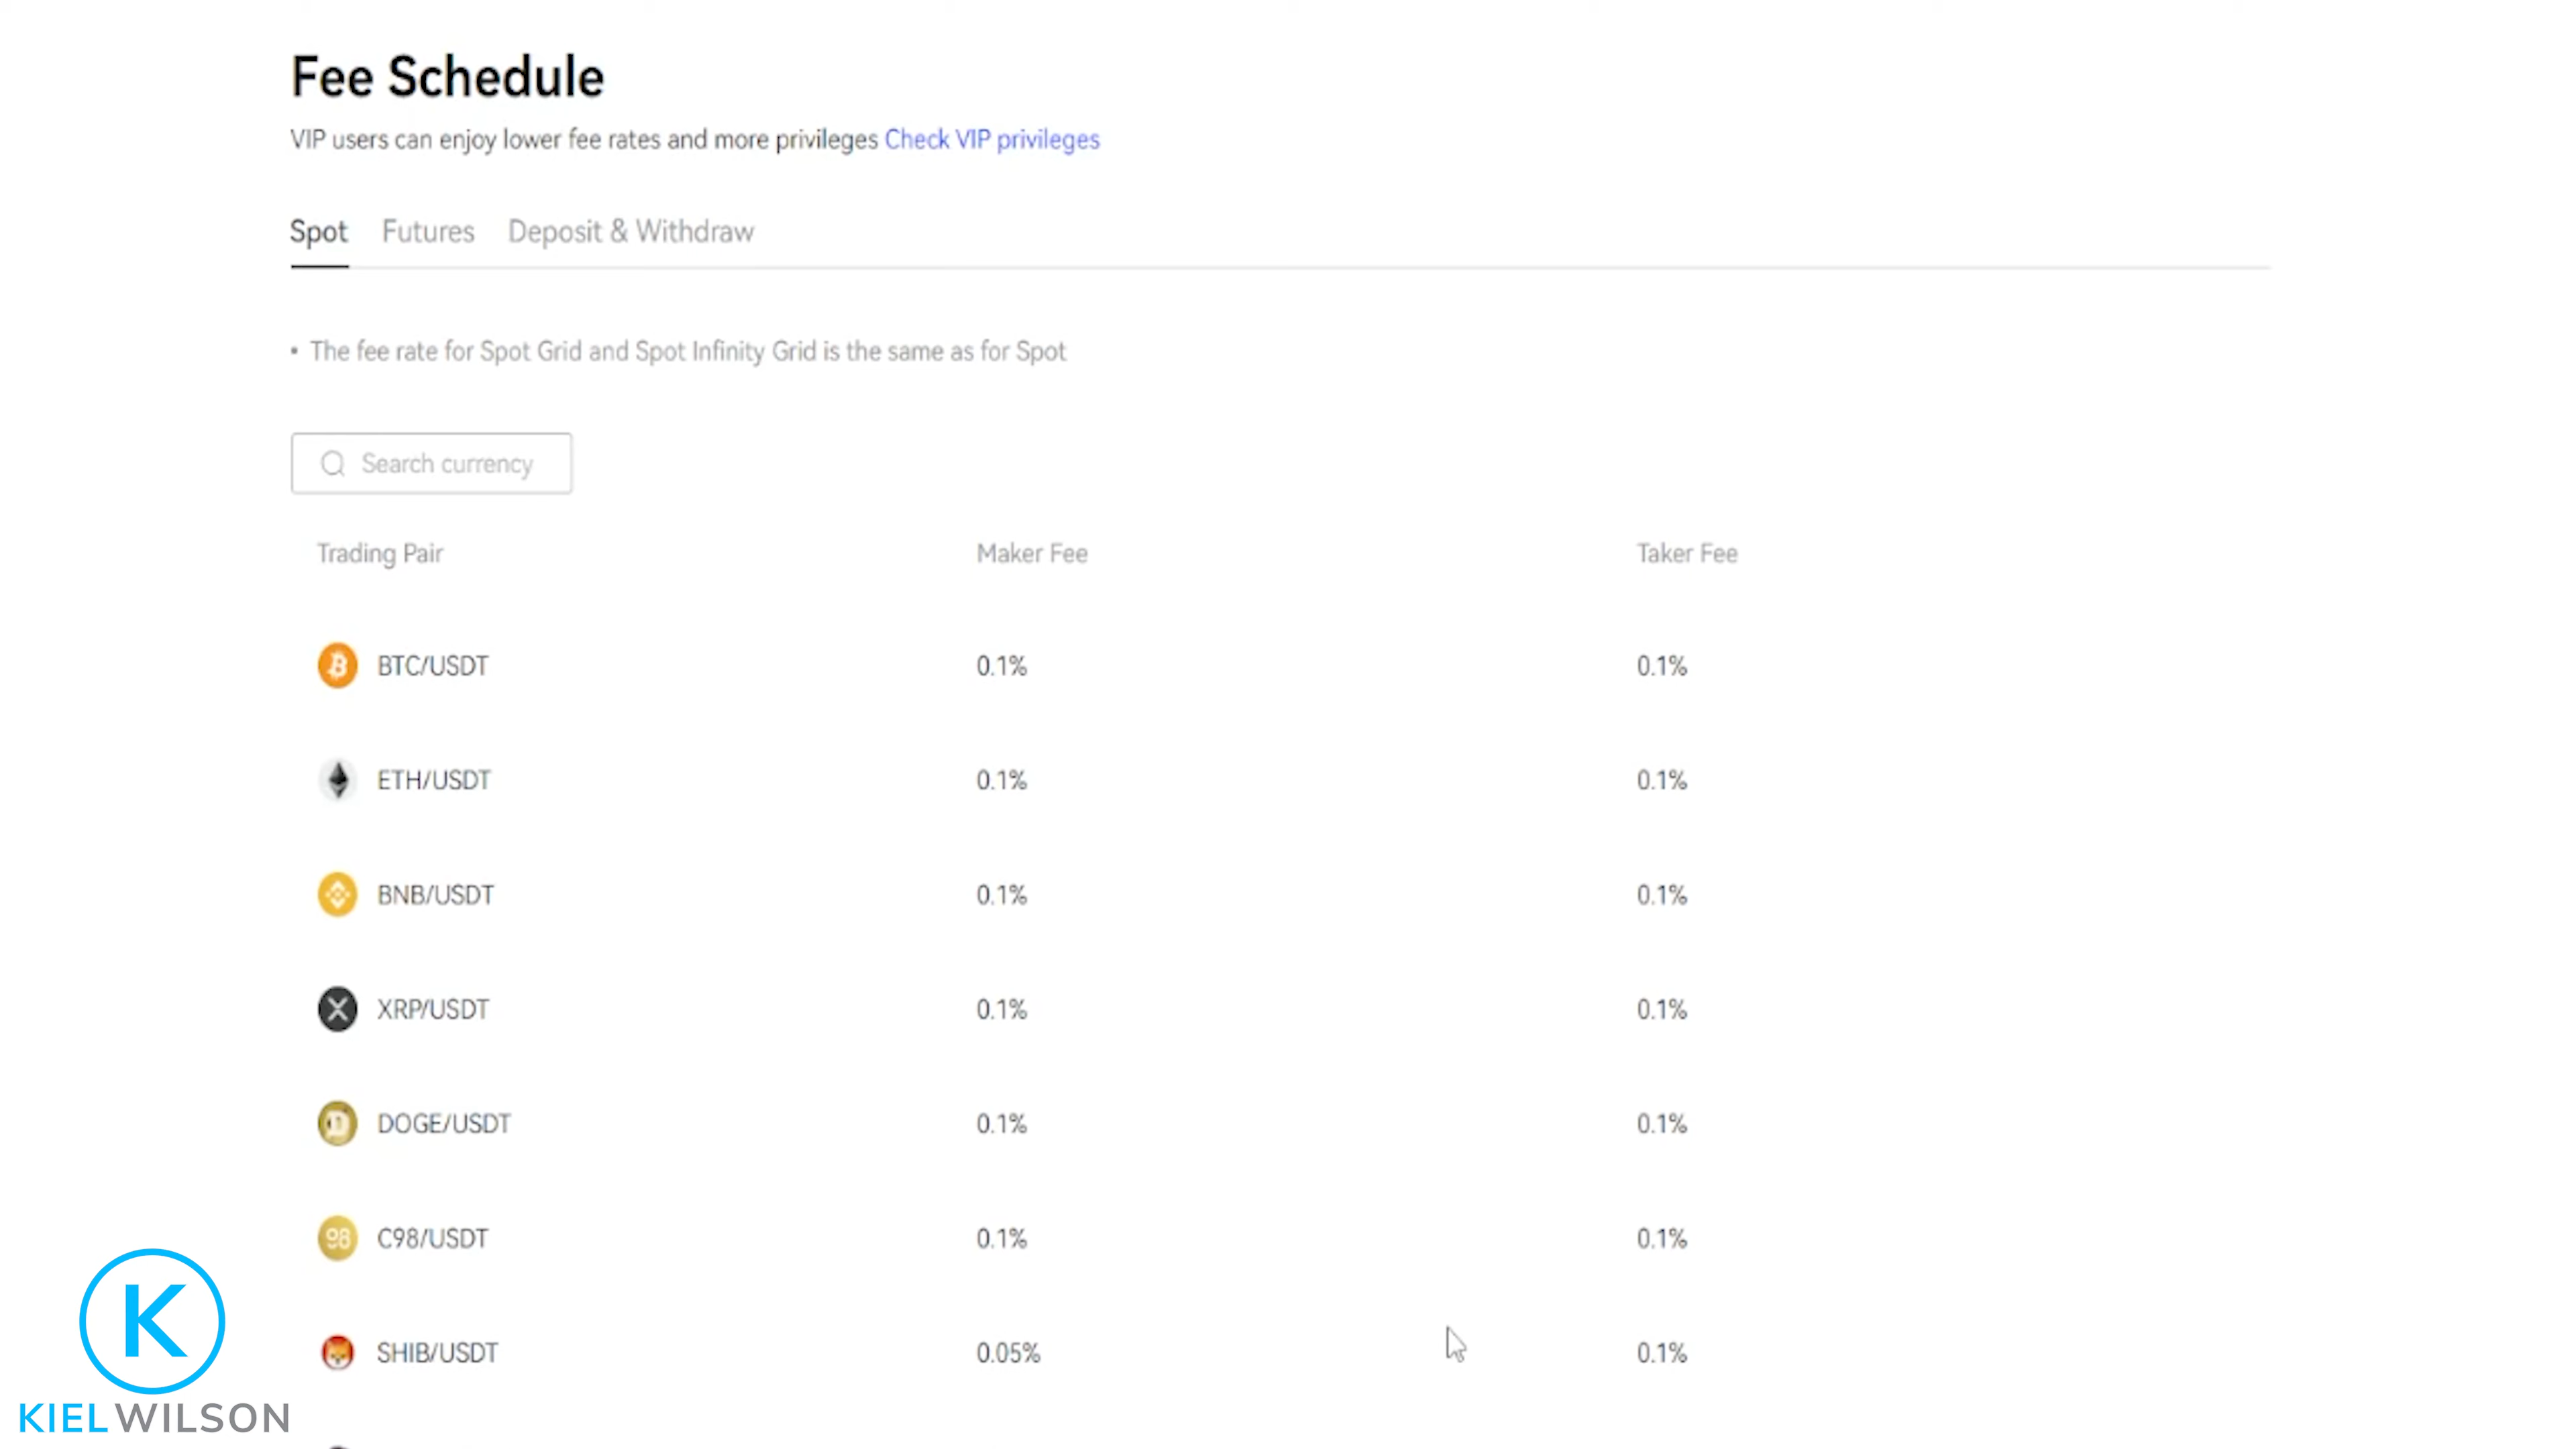 Fee Schedule
VIP users can enjoy lower fee rates and more privileges Check VIP privileges
Spot Futures Deposit & Withdraw
• The fee rate for Spot Grid and Spot Infinity Grid is the same as for Spot
Search currency
Trading Pair Maker Fee Taker Fee
BTC/USDT 0.1% 0.1%
ETH/USDT 0.1% 0.1%
BNB/USDT 0.1% 0.1%
XRP/USDT 0.1% 0.1%
DOGE/USDT 0.1% 0.1%
98 C98/USDT 0.1% 0.1%
SHIB/USDT 0.05% 0.1%
K
KIEL WILSON